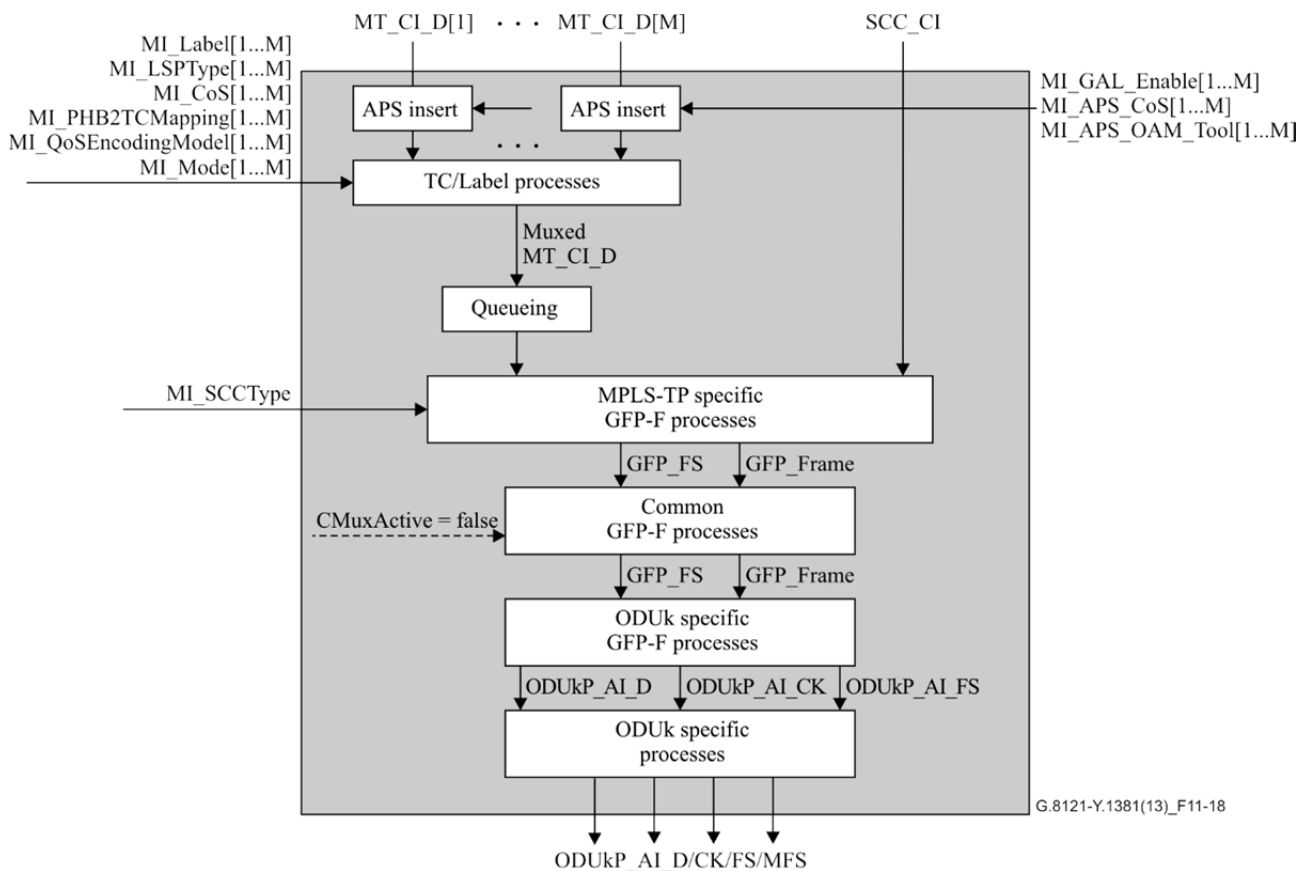 MT_CI_D[1] · · · MT_CI_D[M] SCC_CI
MI_Label[1...M]
MI_LSPType[1...M]
MI_CoS[1...M]
MI_PHB2TCMapping[1...M]
MI_QoSEncodingModel[1...M]
MI_Mode[1...M]
MI_GAL_Enable[1...M]
MI_APS_CoS[1...M]
MI_APS_OAM_Tool[1...M]
APS insert APS insert
· · ·
TC/Label processes
Muxed
MT_CI_D
Queueing
MI_SCCType
MPLS-TP specific
GFP-F processes
GFP_FS GFP_Frame
CMuxActive = false
Common
GFP-F processes
GFP_FS GFP_Frame
ODUk specific
GFP-F processes
ODUkP_AI_D ODUkP_AI_CK ODUkP_AI_FS
ODUk specific
processes
G.8121-Y.1381(13)_F11-18
ODUkP_AI_D/CK/FS/MFS